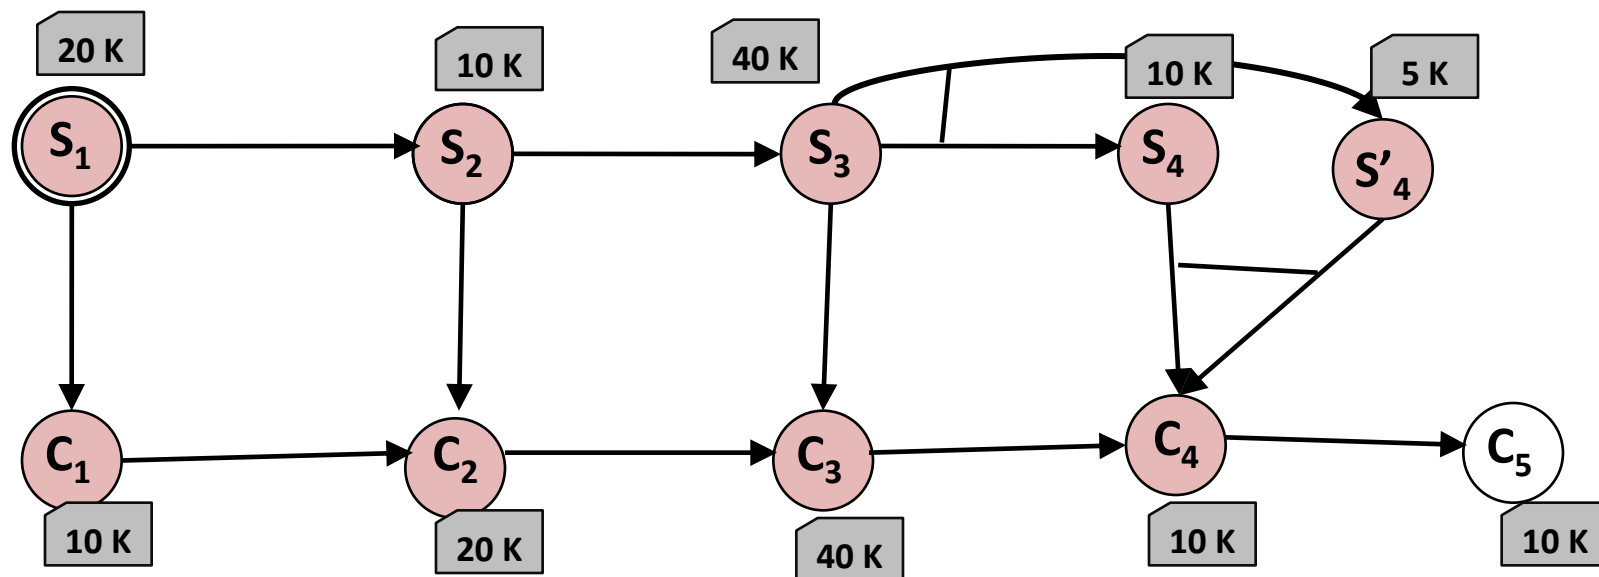 20 K
10 K
40 K
10 K
5 K
S₁
S₂
S₃
S₄
S’₄
C₁
C₂
C₃
C₄
C₅
10 K
20 K
40 K
10 K
10 K